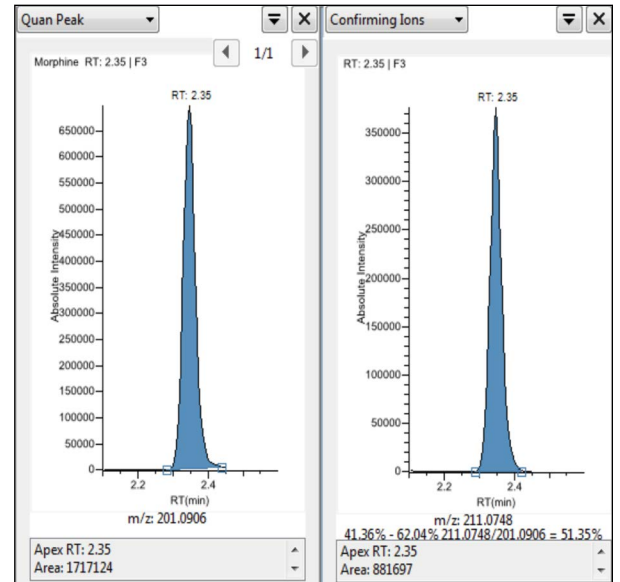 Quan Peak
1/1
Morphine RT: 2.35 | F3
RT: 2.35
650000
600000
550000
500000
450000
400000
350000
300000
250000
200000
150000
100000
50000
0
Absolute Intensity
2.2 2.4
RT(min)
m/z: 201.0906
Apex RT: 2.35
Area: 1717124
Confirming Ions
RT: 2.35 | F3
RT: 2.35
350000
300000
250000
200000
150000
100000
50000
0
Absolute Intensity
2.2 2.4
RT(min)
m/z: 211.0748
41.36% - 62.04% 211.0748/201.0906 = 51.35%
Apex RT: 2.35
Area: 881697